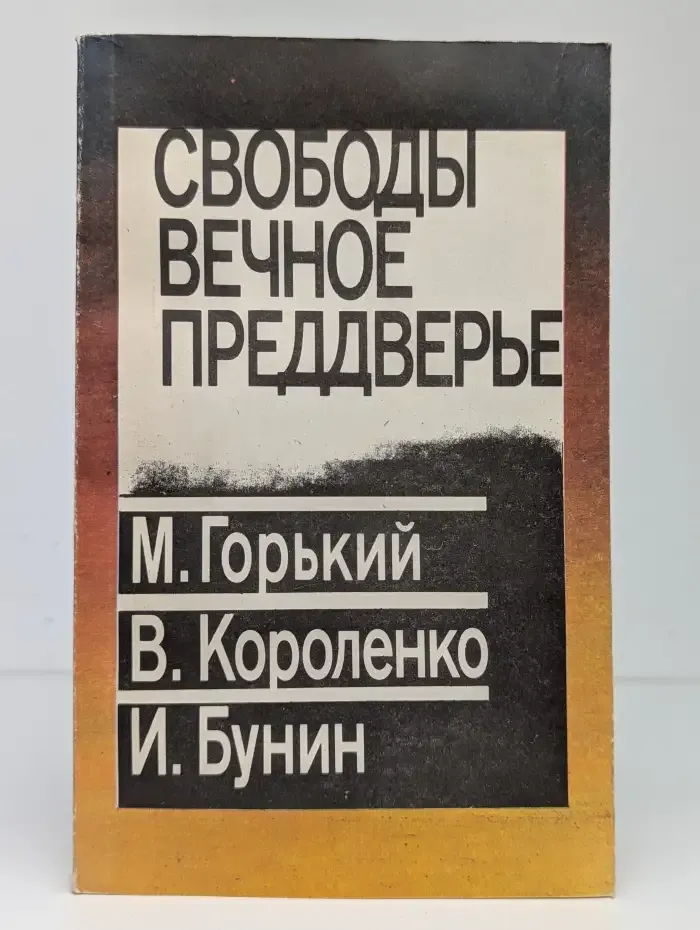 СВОБОДЫ
ВЕЧНОЕ
ПРЕДДВЕРЬЕ
М. Горький
В. Короленко
И. Бунин